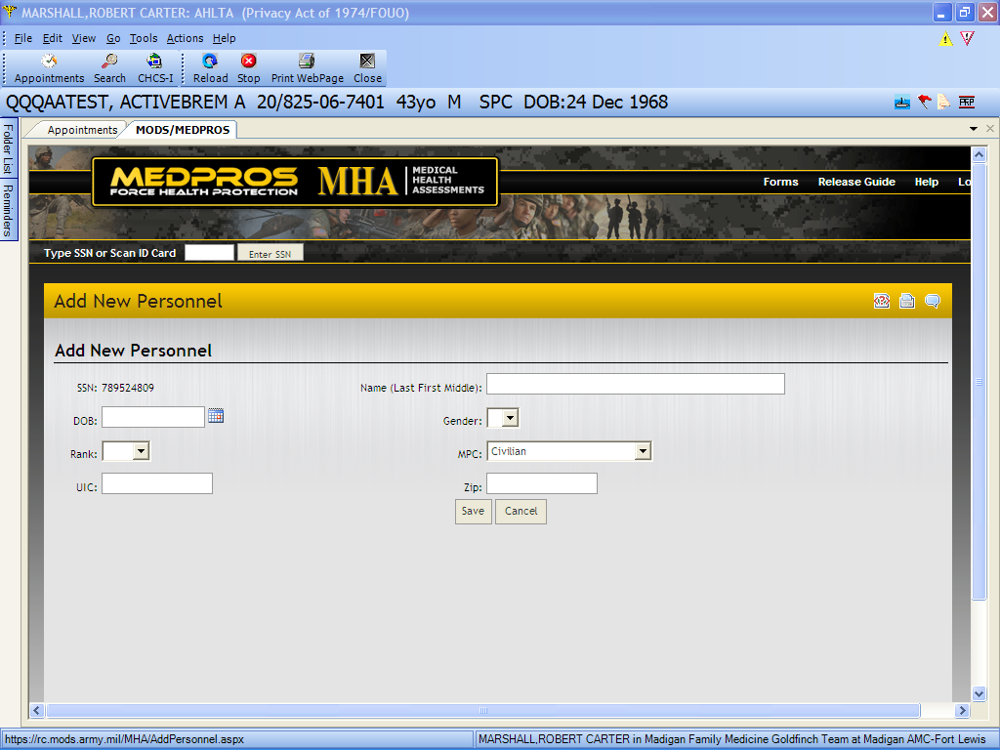 MARSHALL,ROBERT CARTER: AHLTA (Privacy Act of 1974/FOUO)
File Edit View Go Tools Actions Help
Appointments Search CHCS-I Reload Stop Print WebPage Close
QQQAATEST, ACTIVEBREM A 20/825-06-7401 43yo M SPC DOB:24 Dec 1968
Folder List
Reminders
Appointments MODS/MEDPROS
MEDPROS
FORCE HEALTH PROTECTION
MHA
MEDICAL
HEALTH
ASSESSMENTS
Forms Release Guide Help Lo
Type SSN or Scan ID Card Enter SSN
Add New Personnel
Add New Personnel
SSN: 789524809 Name (Last First Middle):
DOB: Gender:
Rank: MPC: Civilian
UIC: Zip:
Save Cancel
https://rc.mods.army.mil/MHA/AddPersonnel.aspx MARSHALL,ROBERT CARTER in Madigan Family Medicine Goldfinch Team at Madigan AMC-Fort Lewis